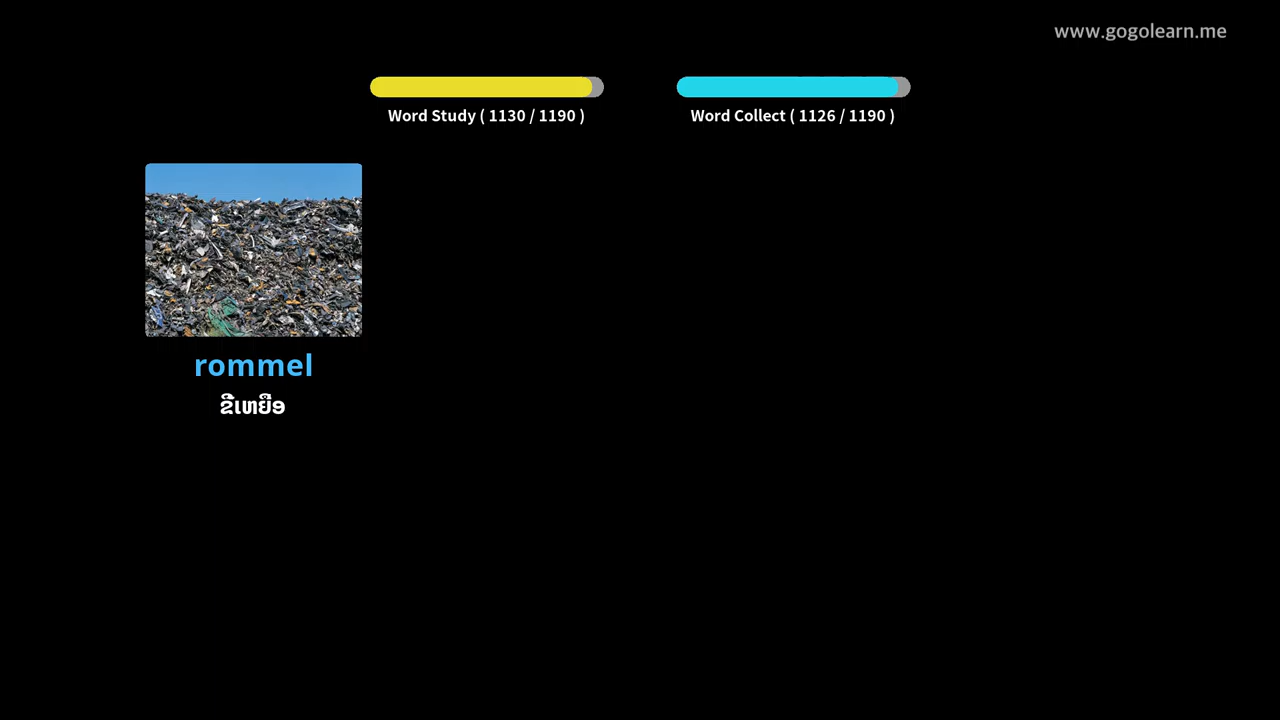 www.gogolearn.me
Word Study ( 1130 / 1190 )
Word Collect ( 1126 / 1190 )
rommel
ຂີ້ເຫຍື້ອ